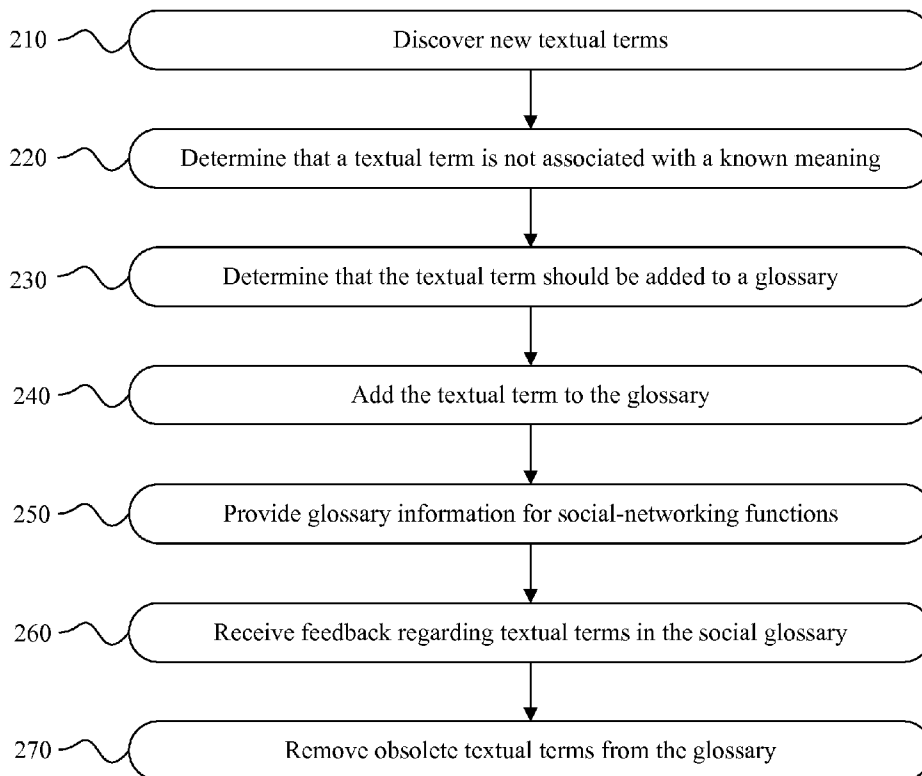 210 Discover new textual terms
220 Determine that a textual term is not associated with a known meaning
230 Determine that the textual term should be added to a glossary
240 Add the textual term to the glossary
250 Provide glossary information for social-networking functions
260 Receive feedback regarding textual terms in the social glossary
270 Remove obsolete textual terms from the glossary